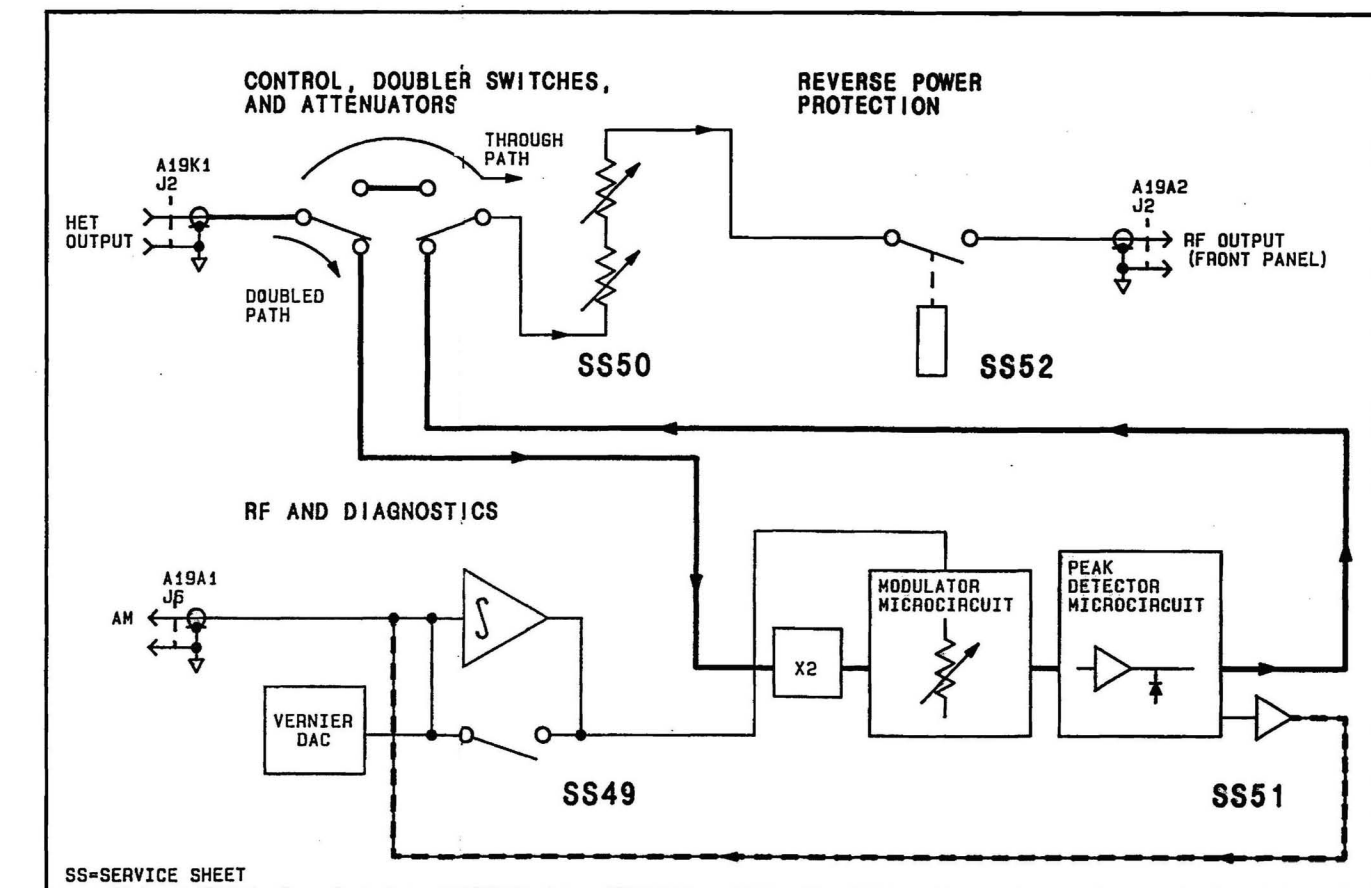 CONTROL, DOUBLER SWITCHES,
AND ATTENUATORS
REVERSE POWER
PROTECTION
THROUGH
PATH
A19K1
J2
HET
OUTPUT
DOUBLED
PATH
SS50
A19A2
J2
RF OUTPUT
(FRONT PANEL)
SS52
RF AND DIAGNOSTICS
A19A1
J6
AM
VERNIER
DAC
SS49
X2
MODULATOR
MICROCIRCUIT
PEAK
DETECTOR
MICROCIRCUIT
SS51
SS=SERVICE SHEET